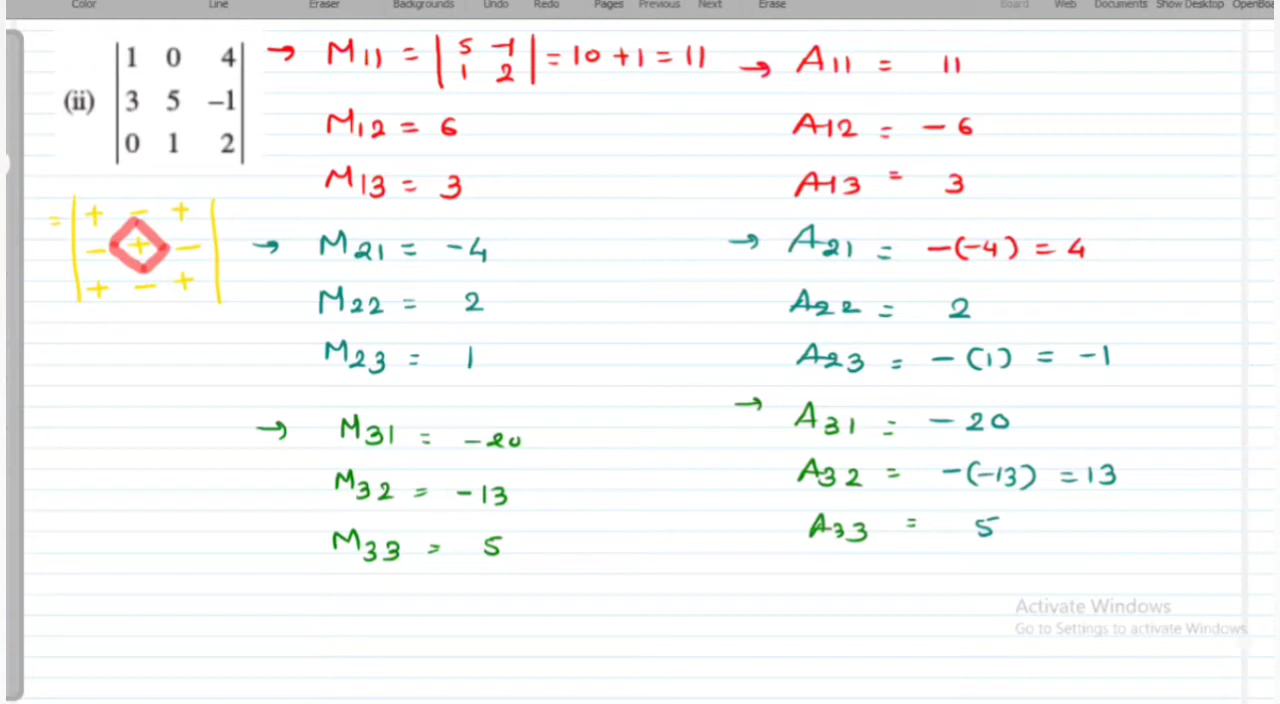 Color Line Eraser Backgrounds Undo Redo Pages Previous Next Erase Board Web Documents Show Desktop OpenBoa
(ii) | 1 0 4 |
| 3 5 –1 |
| 0 1 2 |
= | + − + |
| − + − |
| + − + |
→ M11 = | 5 -1 | = 10 + 1 = 11
| 1 2 |
M12 = 6
M13 = 3
→ M21 = -4
M22 = 2
M23 = 1
→ M31 = -20
M32 = -13
M33 = 5
→ A11 = 11
A12 = -6
A13 = 3
→ A21 = -(-4) = 4
A22 = 2
A23 = -(1) = -1
→ A31 = -20
A32 = -(-13) = 13
A33 = 5
Activate Windows
Go to Settings to activate Windows.